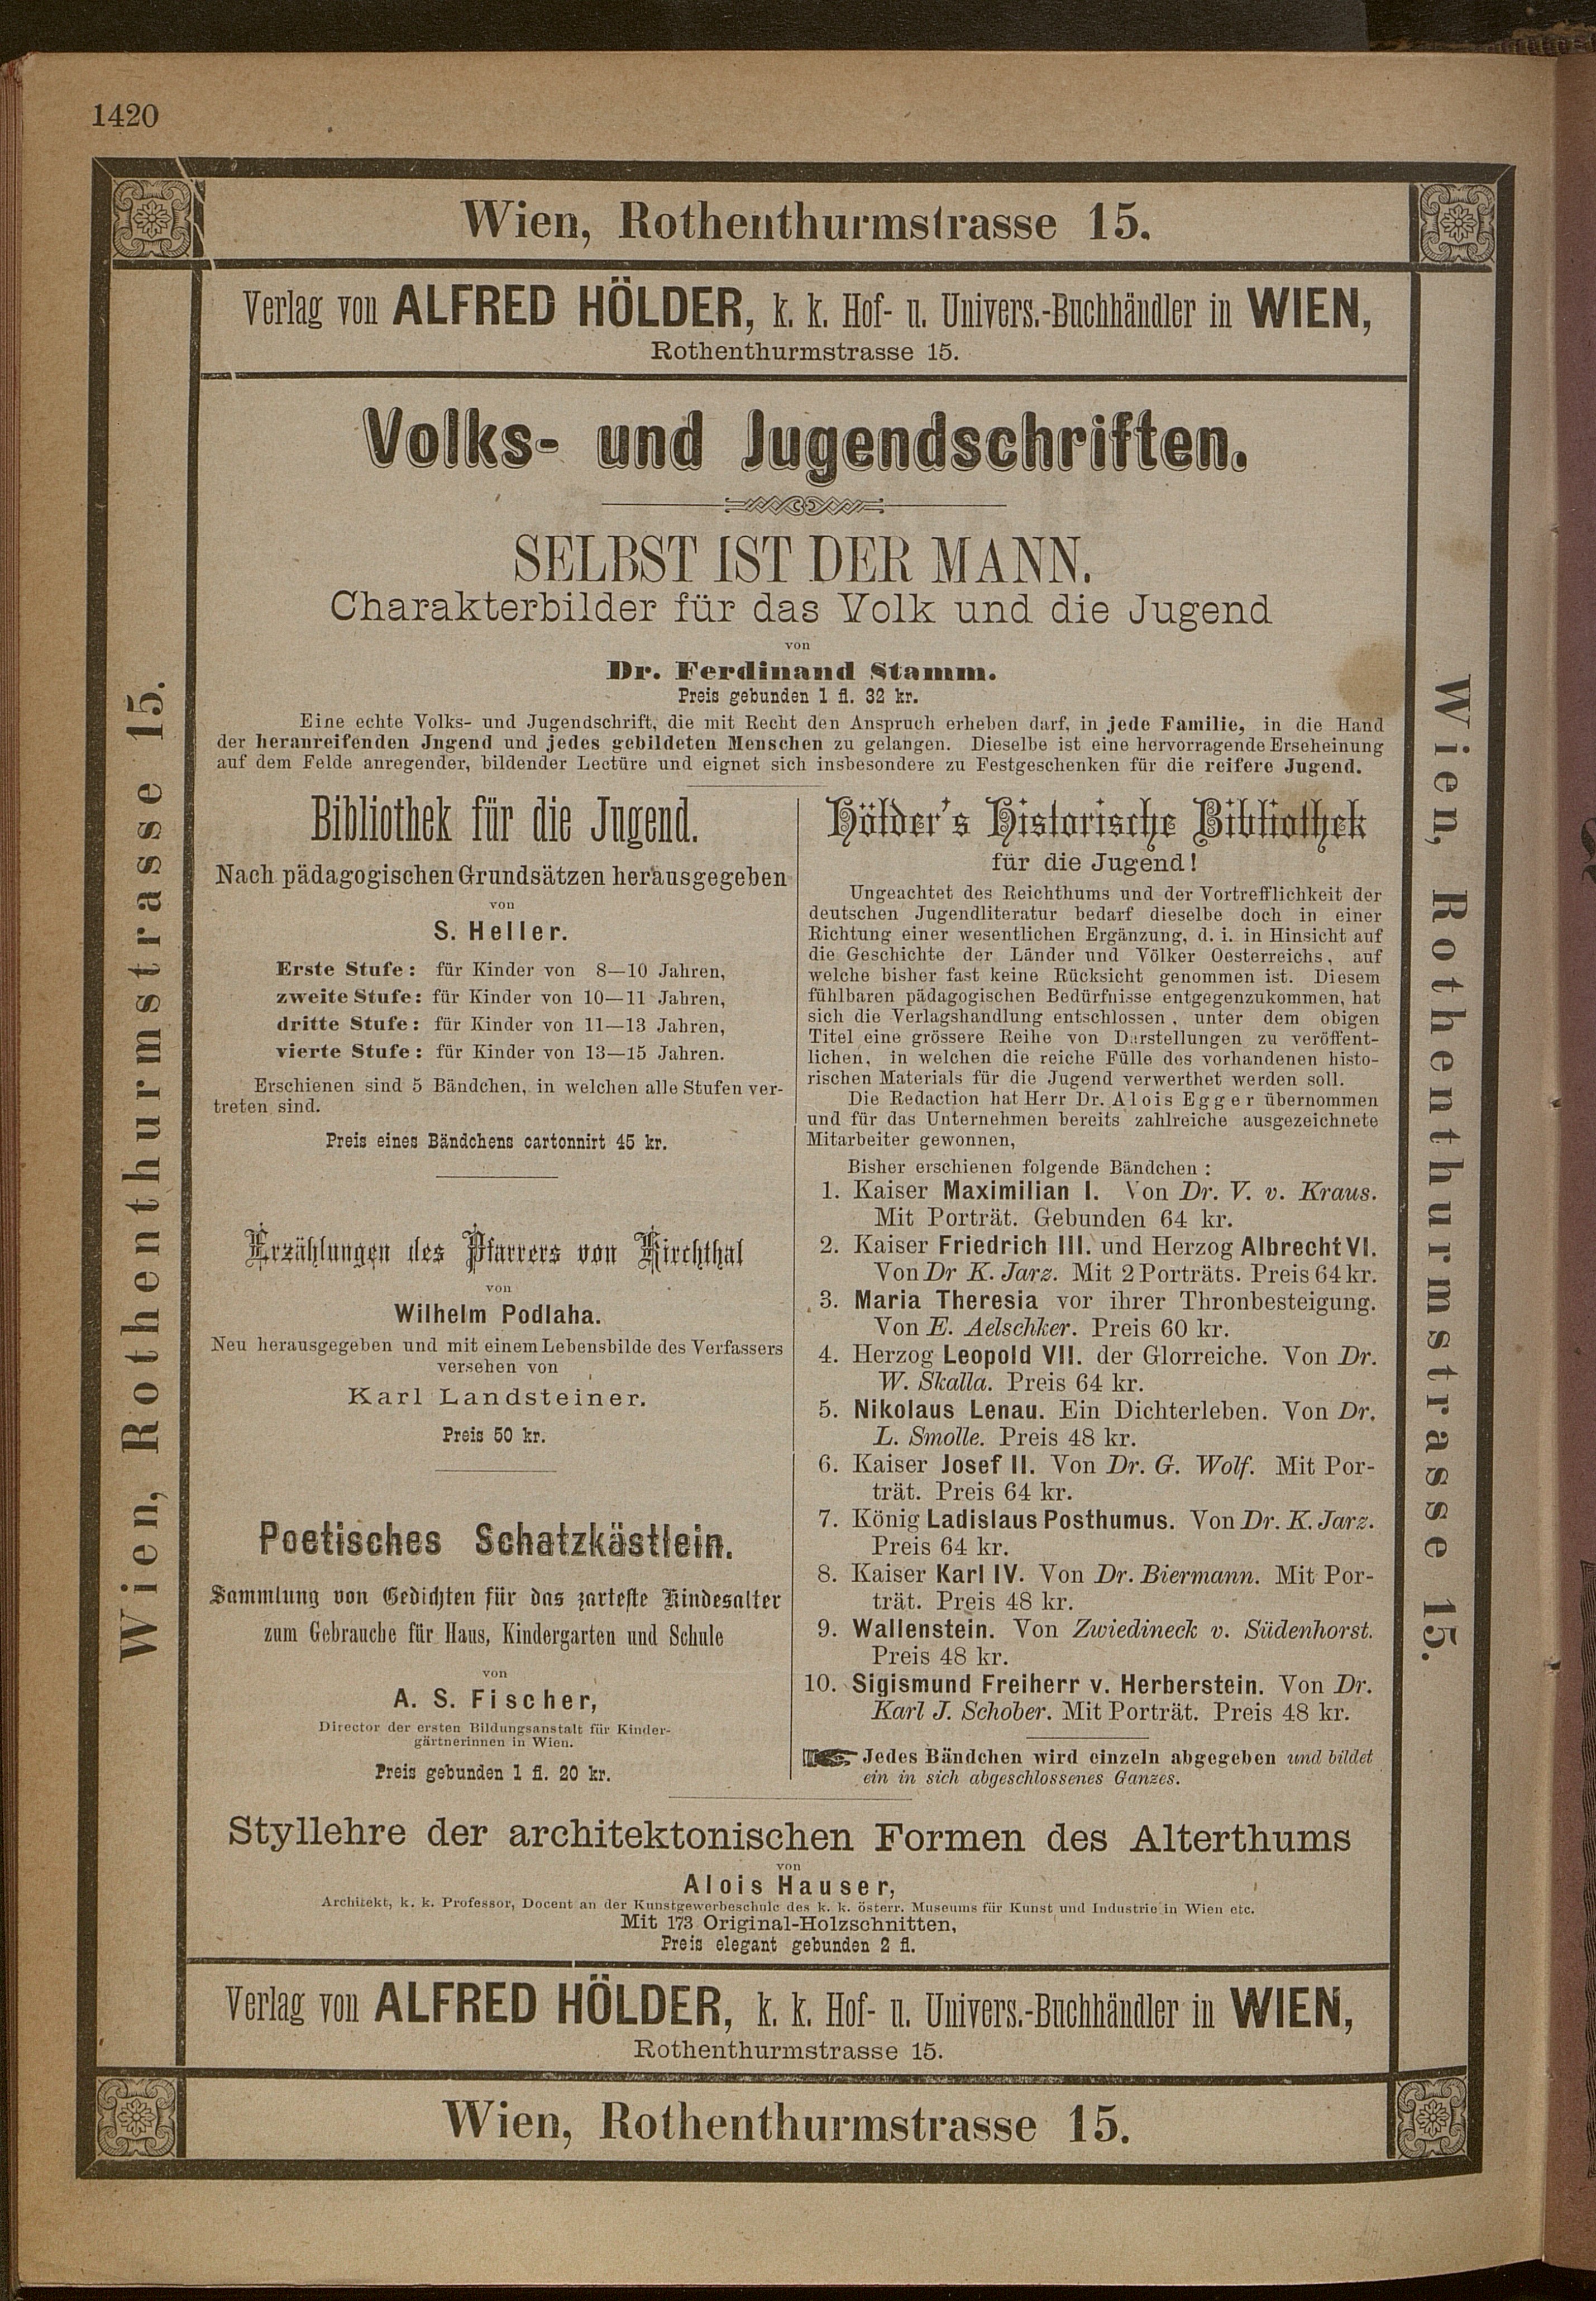 1420
Wien, Rothenthurmstrasse 15.
Verlag von ALFRED HÖLDER, k. k. Hof- u. Univers.-Buchhändler in WIEN,
Rothenthurmstrasse 15.
Volks- und Jugendschriften.
SELBST IST DER MANN.
Charakterbilder für das Volk und die Jugend
von
Dr. Ferdinand Stamm.
Preis gebunden 1 fl. 32 kr.
Eine echte Volks- und Jugendschrift, die mit Recht den Anspruch erheben darf, in jede Familie, in die Hand
der heranreifenden Jngend und jedes gebildeten Menschen zu gelangen. Dieselbe ist eine hervorragende Erscheinung
auf dem Felde anregender, bildender Lectüre und eignet sich insbesondere zu Festgeschenken für die reifere Jugend.
Bibliothek für die Jugend.
Nach pädagogischen Grundsätzen herausgegeben
von
S. Heller.
Erste Stufe: für Kinder von 8—10 Jahren,
zweite Stufe: für Kinder von 10—11 Jahren,
dritte Stufe: für Kinder von 11—13 Jahren,
vierte Stufe: für Kinder von 13—15 Jahren.
Erschienen sind 5 Bändchen, in welchen alle Stufen ver-
treten sind.
Preis eines Bändchens cartonnirt 45 kr.
Erzählungen des Pfarrers von Kirchthal
von
Wilhelm Podlaha.
Neu herausgegeben und mit einem Lebensbilde des Verfassers
versehen von
Karl Landsteiner.
Preis 50 kr.
Poetisches Schatzkästlein.
Sammlung von Gedichten für das zarteste Kindesalter
zum Gebrauche für Haus, Kindergarten und Schule
von
A. S. Fischer,
Director der ersten Bildungsanstalt für Kinder-
gärtnerinnen in Wien.
Preis gebunden 1 fl. 20 kr.
Hölder's Historische Bibliothek
für die Jugend!
Ungeachtet des Reichthums und der Vortrefflichkeit der
deutschen Jugendliteratur bedarf dieselbe doch in einer
Richtung einer wesentlichen Ergänzung, d. i. in Hinsicht auf
die Geschichte der Länder und Völker Oesterreichs, auf
welche bisher fast keine Rücksicht genommen ist. Diesem
fühlbaren pädagogischen Bedürfnisse entgegenzukommen, hat
sich die Verlagshandlung entschlossen, unter dem obigen
Titel eine grössere Reihe von Darstellungen zu veröffent-
lichen, in welchen die reiche Fülle des vorhandenen histo-
rischen Materials für die Jugend verwerthet werden soll.
Die Redaction hat Herr Dr. Alois Egger übernommen
und für das Unternehmen bereits zahlreiche ausgezeichnete
Mitarbeiter gewonnen,
Bisher erschienen folgende Bändchen:
1. Kaiser Maximilian I. Von Dr. V. v. Kraus.
Mit Porträt. Gebunden 64 kr.
2. Kaiser Friedrich III. und Herzog Albrecht VI.
Von Dr K. Jarz. Mit 2 Porträts. Preis 64 kr.
3. Maria Theresia vor ihrer Thronbesteigung.
Von E. Aelschker. Preis 60 kr.
4. Herzog Leopold VII. der Glorreiche. Von Dr.
W. Skalla. Preis 64 kr.
5. Nikolaus Lenau. Ein Dichterleben. Von Dr.
L. Smolle. Preis 48 kr.
6. Kaiser Josef II. Von Dr. G. Wolf. Mit Por-
trät. Preis 64 kr.
7. König Ladislaus Posthumus. Von Dr. K. Jarz.
Preis 64 kr.
8. Kaiser Karl IV. Von Dr. Biermann. Mit Por-
trät. Preis 48 kr.
9. Wallenstein. Von Zwiedineck v. Südenhorst.
Preis 48 kr.
10. Sigismund Freiherr v. Herberstein. Von Dr.
Karl J. Schober. Mit Porträt. Preis 48 kr.
Jedes Bändchen wird einzeln abgegeben und bildet
ein in sich abgeschlossenes Ganzes.
Styllehre der architektonischen Formen des Alterthums
von
Alois Hauser,
Architekt, k. k. Professor, Docent an der Kunstgewerbeschule des k. k. österr. Museums für Kunst und Industrie in Wien etc.
Mit 173 Original-Holzschnitten,
Preis elegant gebunden 2 fl.
Verlag von ALFRED HÖLDER, k. k. Hof- u. Univers.-Buchhändler in WIEN,
Rothenthurmstrasse 15.
Wien, Rothenthurmstrasse 15.
Wien, Rothenthurmstrasse 15.
Wien, Rothenthurmstrasse 15.